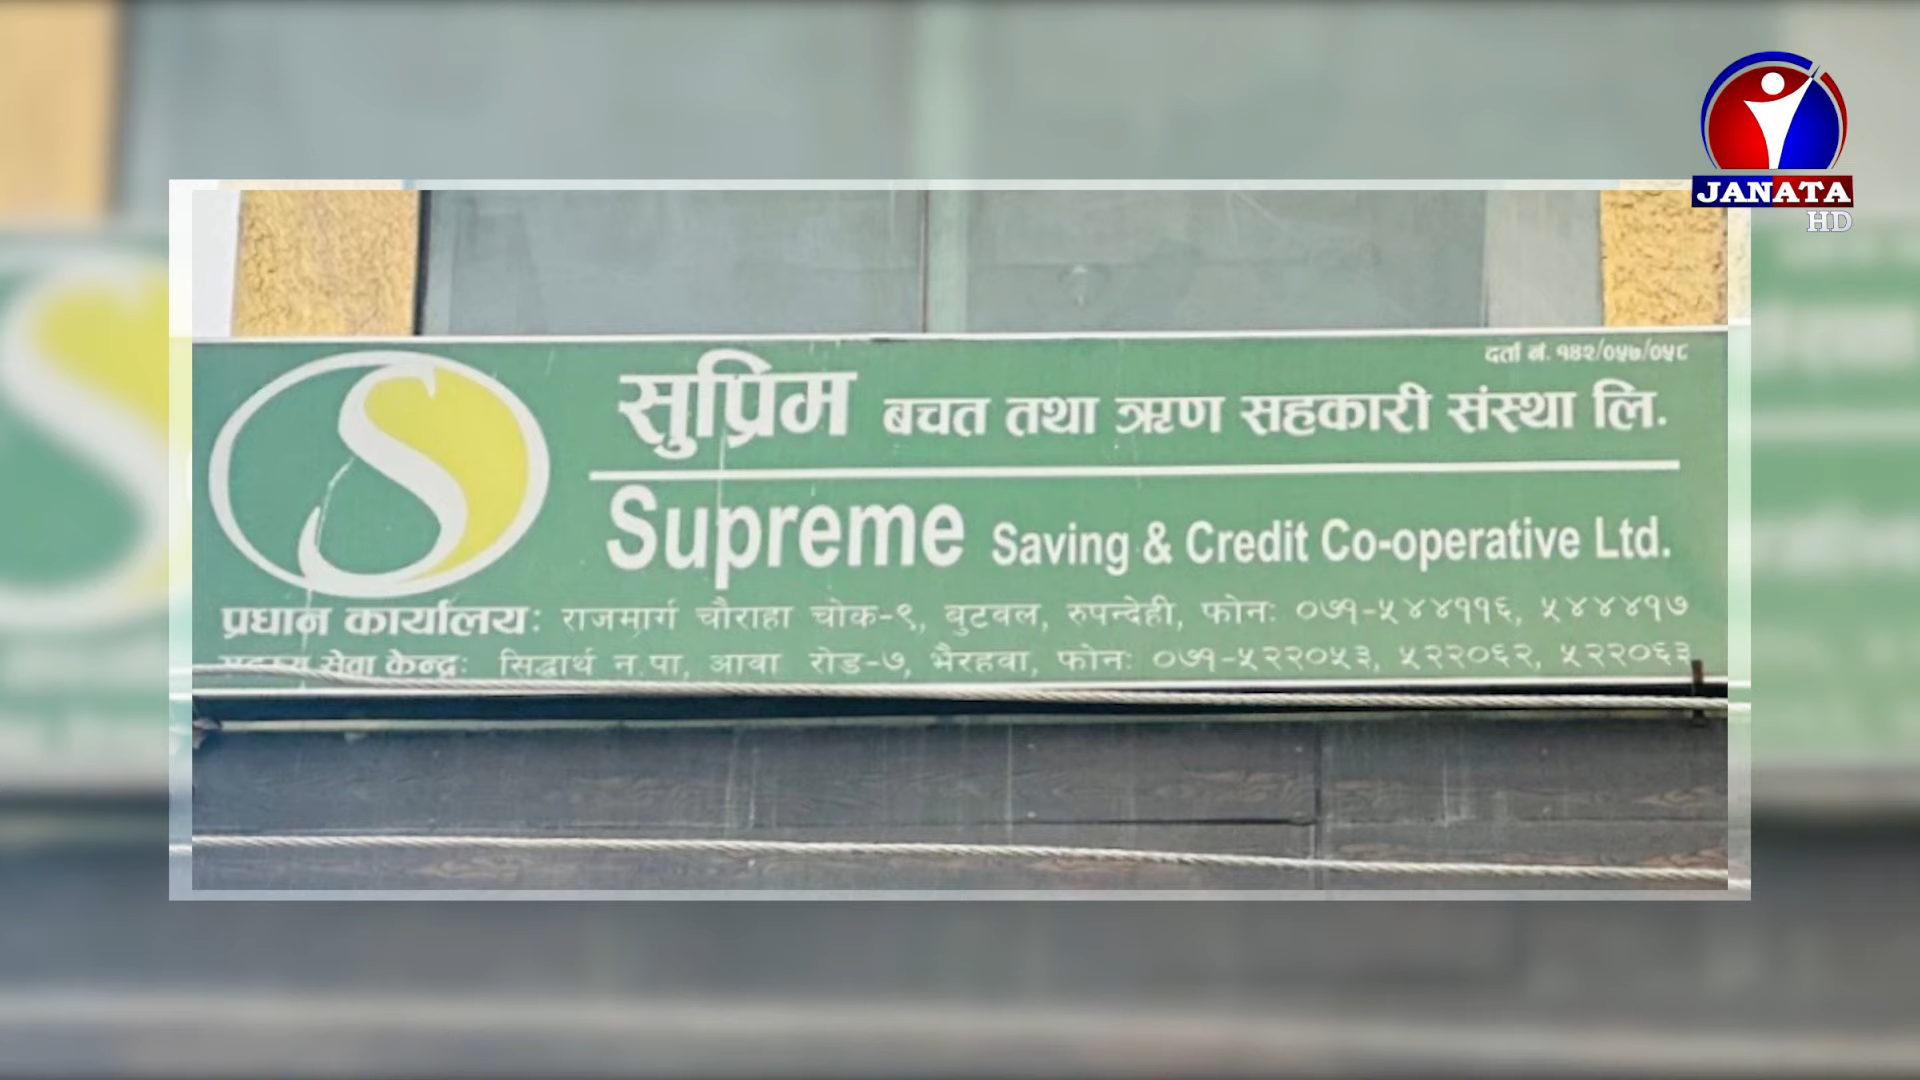 JANATA
HD
दर्ता नं. १४२/०५७/०५८
सुप्रिम बचत तथा ऋण सहकारी संस्था लि.
Supreme Saving & Credit Co-operative Ltd.
प्रधान कार्यालय: राजमार्ग चौराहा चोक-९, बुटवल, रुपन्देही, फोन: ०७१-५४४११६, ५४४४१७
सेवा केन्द्र: सिद्धार्थ न.पा, आवा रोड-७, भैरहवा, फोन: ०७१-५२२०५३, ५२२०६२, ५२२०६३